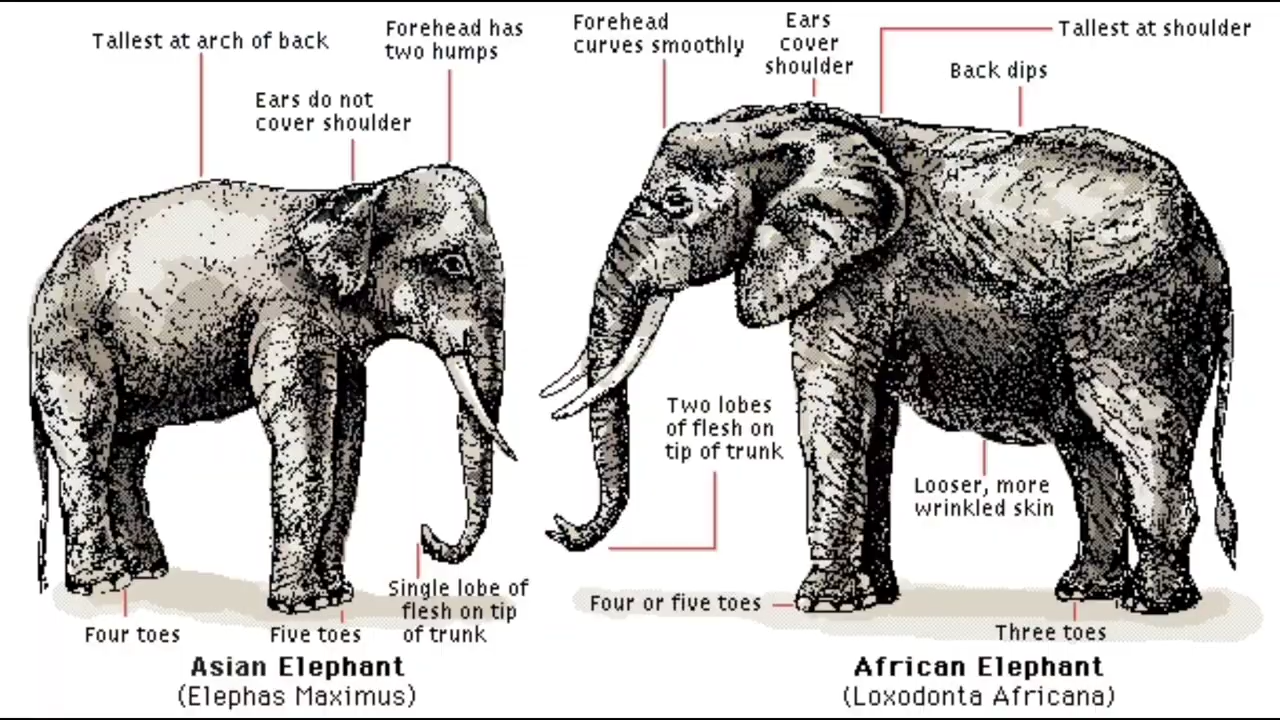 Tallest at arch of back
Forehead has
two humps
Ears do not
cover shoulder
Four toes
Five toes
Single lobe of
flesh on tip
of trunk
Asian Elephant
(Elephas Maximus)
Forehead
curves smoothly
Ears
cover
shoulder
Tallest at shoulder
Back dips
Two lobes
of flesh on
tip of trunk
Looser, more
wrinkled skin
Four or five toes
Three toes
African Elephant
(Loxodonta Africana)